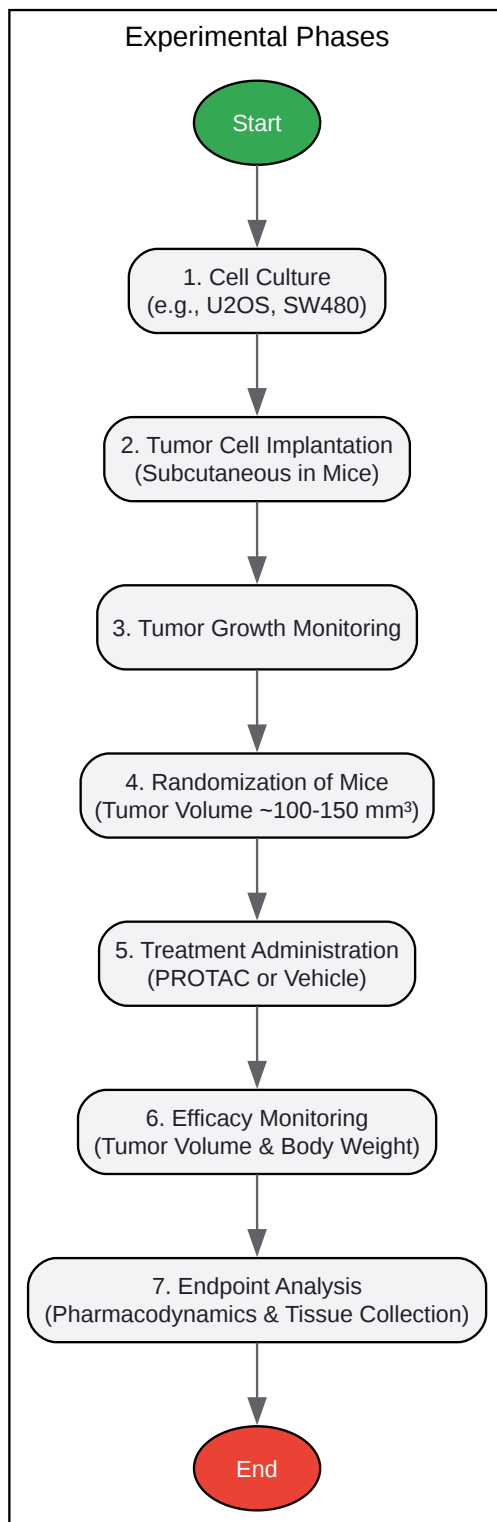 Experimental Phases
Start
1. Cell Culture
(e.g., U2OS, SW480)
2. Tumor Cell Implantation
(Subcutaneous in Mice)
3. Tumor Growth Monitoring
4. Randomization of Mice
(Tumor Volume ~100-150 mm³)
5. Treatment Administration
(PROTAC or Vehicle)
6. Efficacy Monitoring
(Tumor Volume & Body Weight)
7. Endpoint Analysis
(Pharmacodynamics & Tissue Collection)
End